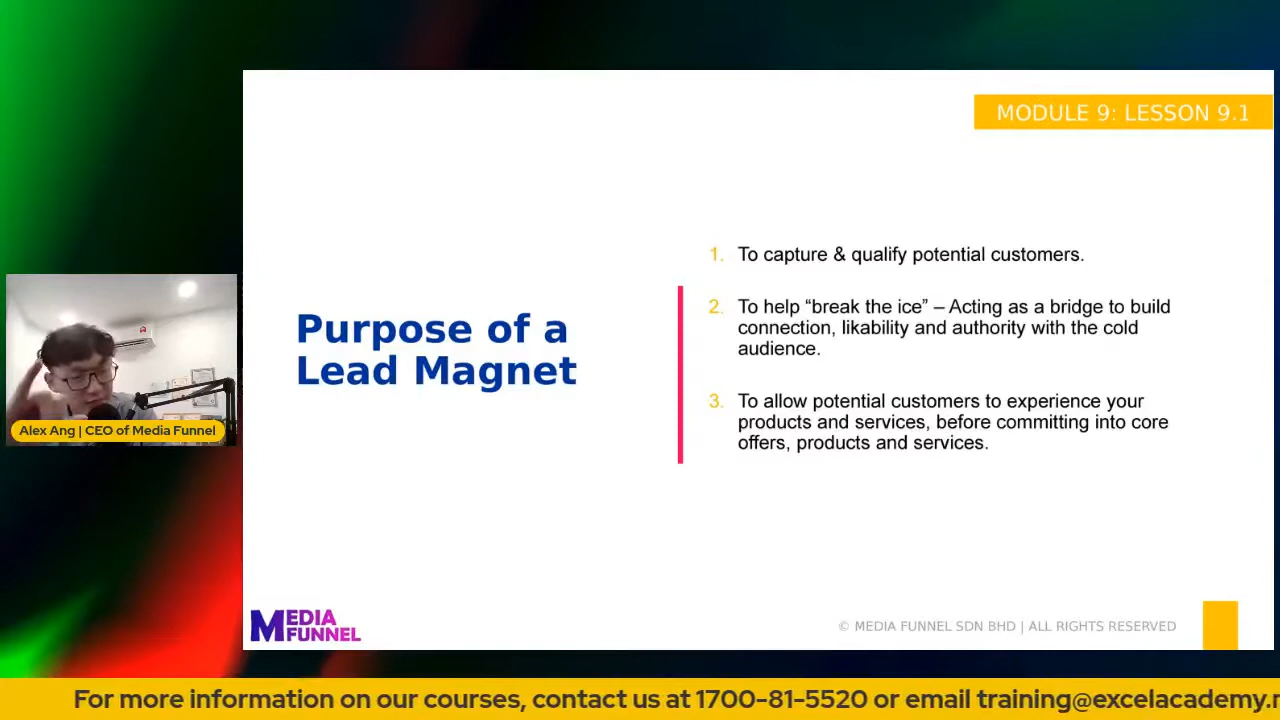 MODULE 9: LESSON 9.1
Purpose of a
Lead Magnet
1. To capture & qualify potential customers.
2. To help “break the ice” – Acting as a bridge to build
connection, likability and authority with the cold
audience.
3. To allow potential customers to experience your
products and services, before committing into core
offers, products and services.
Alex Ang | CEO of Media Funnel
MEDIA
FUNNEL
© MEDIA FUNNEL SDN BHD | ALL RIGHTS RESERVED
For more information on our courses, contact us at 1700-81-5520 or email training@excelacademy.